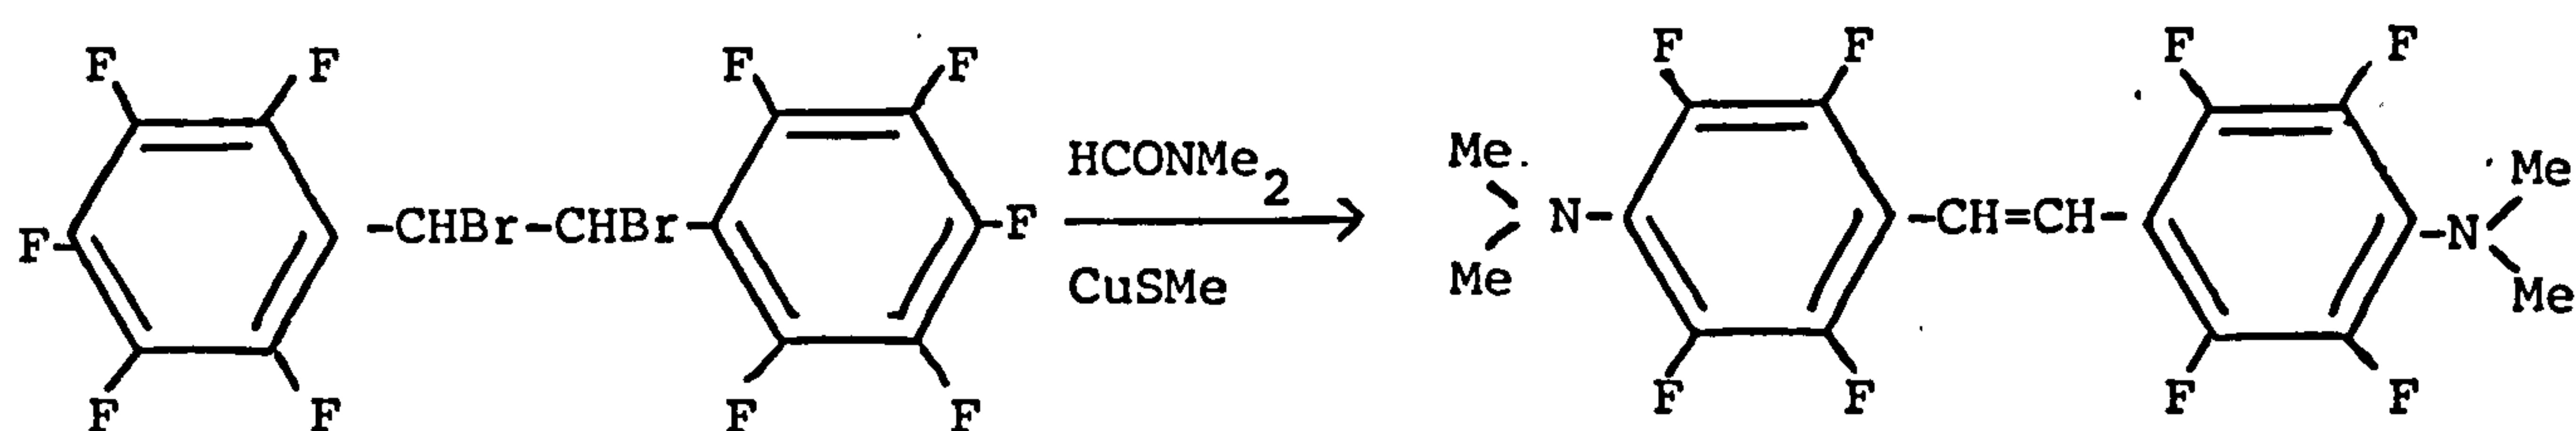 F F F F F F F F
HCONMe2
Me. Me
F -CHBr-CHBr- F N- -CH=CH- -N
Me CuSMe Me
F F F F F F F F